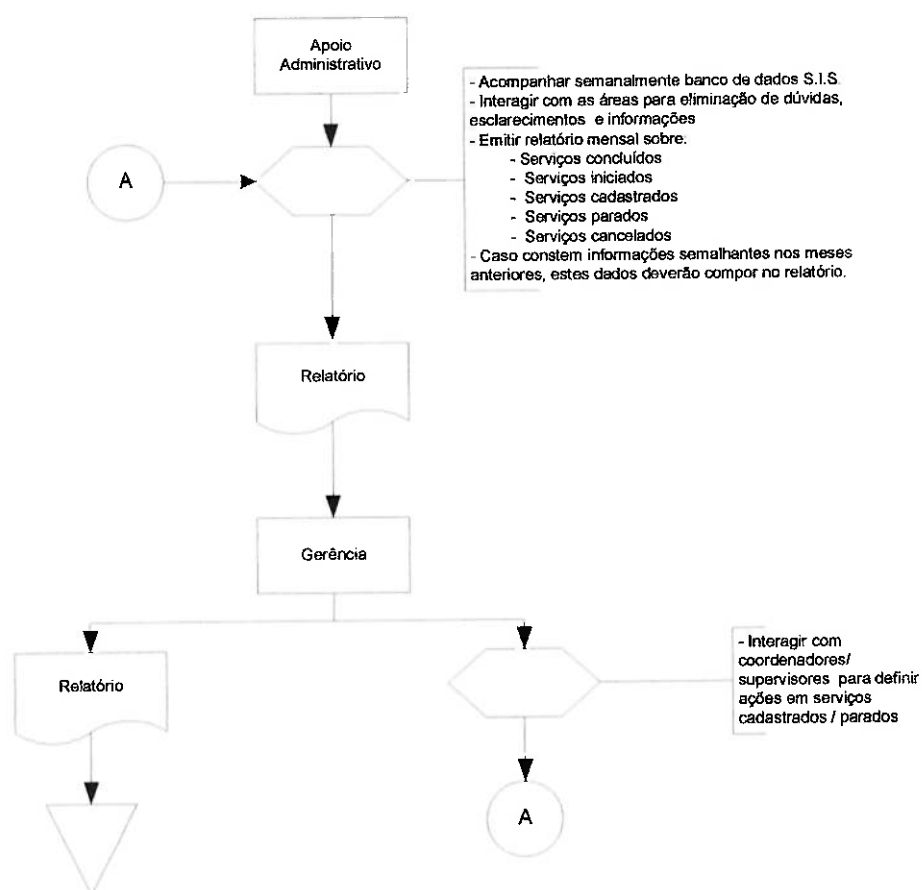 Apoio
Administrativo
- Acompanhar semanalmente banco de dados S.I.S.
- Interagir com as áreas para eliminação de dúvidas,
esclarecimentos e informações
- Emitir relatório mensal sobre:
- Serviços concluídos
- Serviços iniciados
- Serviços cadastrados
- Serviços parados
- Serviços cancelados
- Caso constem informações semalhantes nos meses
anteriores, estes dados deverão compor no relatório.
A
Relatório
Gerência
Relatório
- Interagir com
coordenadores/
supervisores para definir
ações em serviços
cadastrados / parados
A